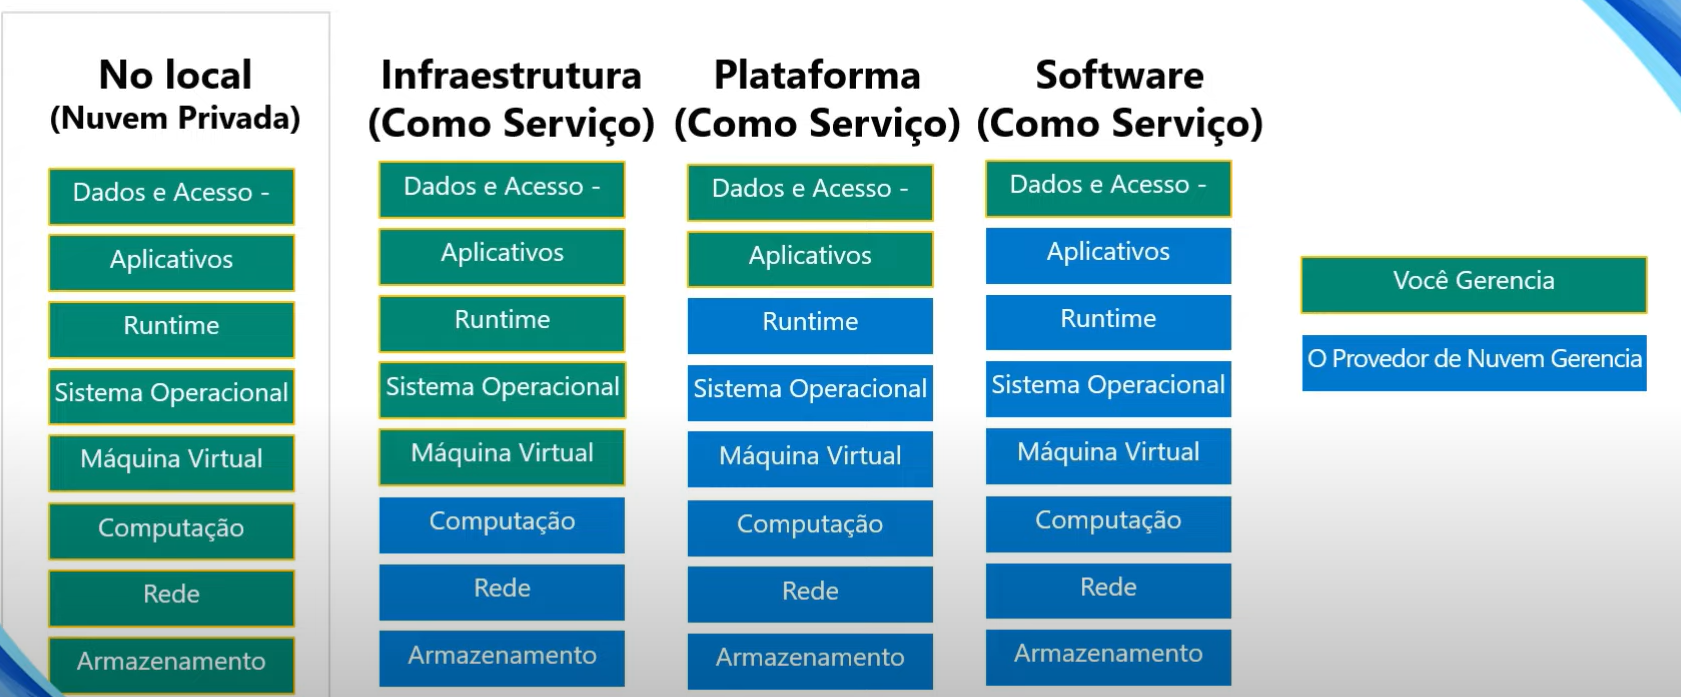 No local
(Nuvem Privada)
Dados e Acesso -
Aplicativos
Runtime
Sistema Operacional
Máquina Virtual
Computação
Rede
Armazenamento
Infraestrutura
(Como Serviço)
Dados e Acesso -
Aplicativos
Runtime
Sistema Operacional
Máquina Virtual
Computação
Rede
Armazenamento
Plataforma
(Como Serviço)
Dados e Acesso -
Aplicativos
Runtime
Sistema Operacional
Máquina Virtual
Computação
Rede
Armazenamento
Software
(Como Serviço)
Dados e Acesso -
Aplicativos
Runtime
Sistema Operacional
Máquina Virtual
Computação
Rede
Armazenamento
Você Gerencia
O Provedor de Nuvem Gerencia